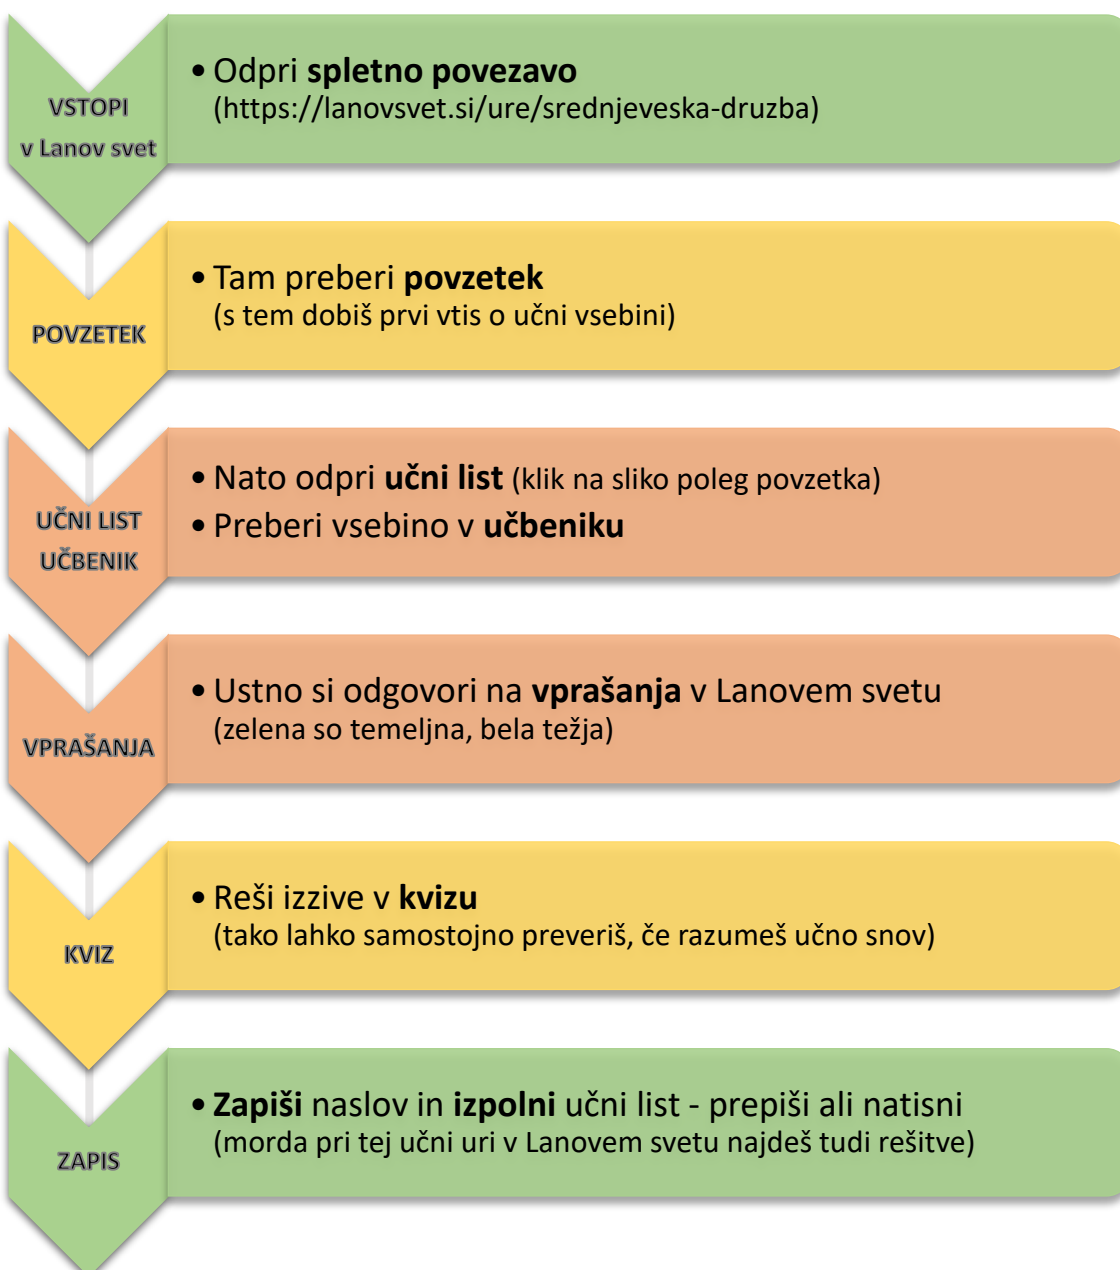 VSTOPI
v Lanov svet
• Odpri spletno povezavo
(https://lanovsvet.si/ure/srednjeveska-druzba)
POVZETEK
• Tam preberi povzetek
(s tem dobiš prvi vtis o učni vsebini)
UČNI LIST
UČBENIK
• Nato odpri učni list (klik na sliko poleg povzetka)
• Preberi vsebino v učbeniku
VPRAŠANJA
• Ustno si odgovori na vprašanja v Lanovem svetu
(zelena so temeljna, bela težja)
KVIZ
• Reši izzive v kvizu
(tako lahko samostojno preveriš, če razumeš učno snov)
ZAPIS
• Zapiši naslov in izpolni učni list - prepiši ali natisni
(morda pri tej učni uri v Lanovem svetu najdeš tudi rešitve)